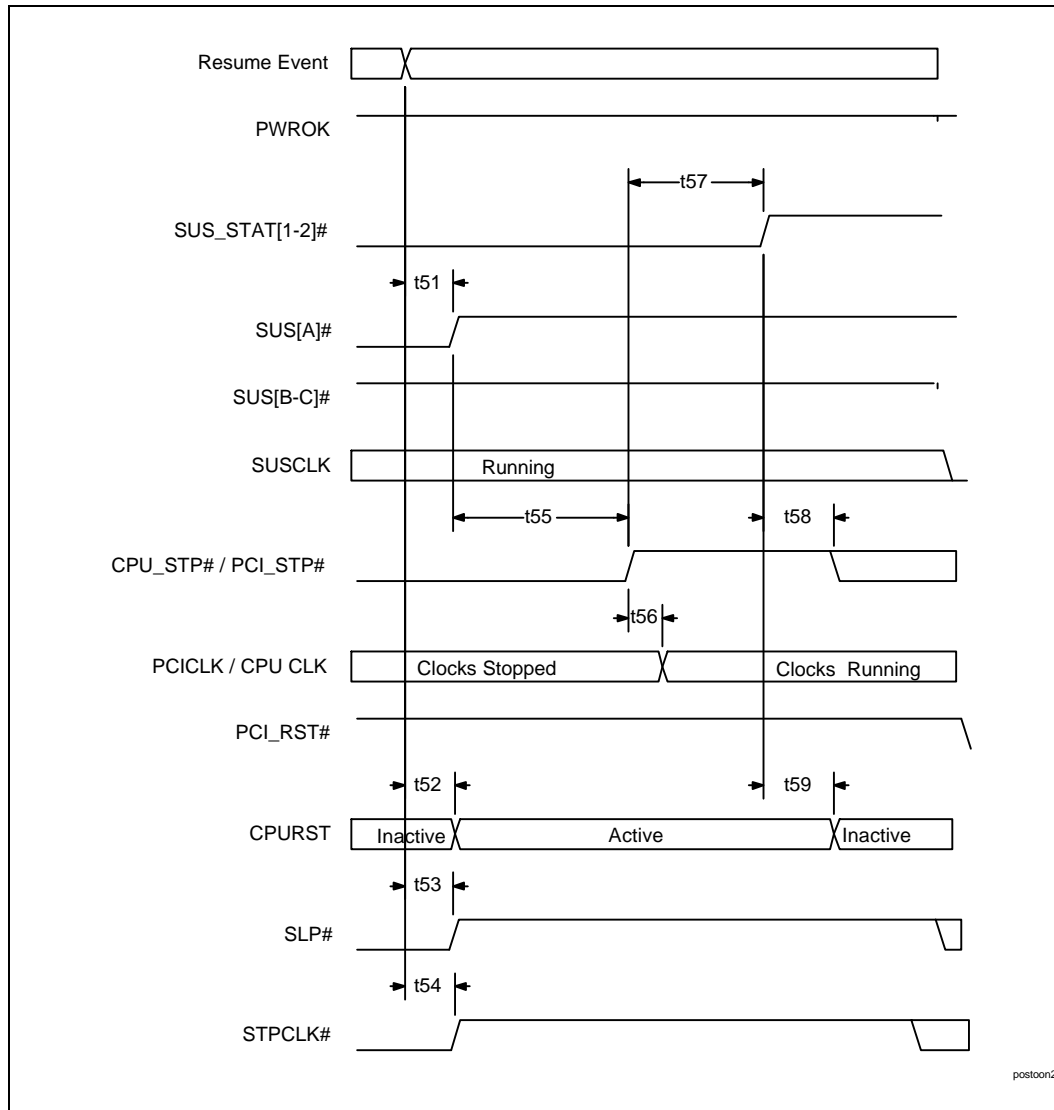 Resume Event
PWROK
t57
SUS_STAT[1-2]#
t51
SUS[A]#
SUS[B-C]#
SUSCLK
Running
t55
t58
CPU_STP# / PCI_STP#
t56
PCICLK / CPU CLK
Clocks Stopped
Clocks Running
PCI_RST#
t52
t59
CPURST
Inactive
Active
Inactive
t53
SLP#
t54
STPCLK#
postoon2